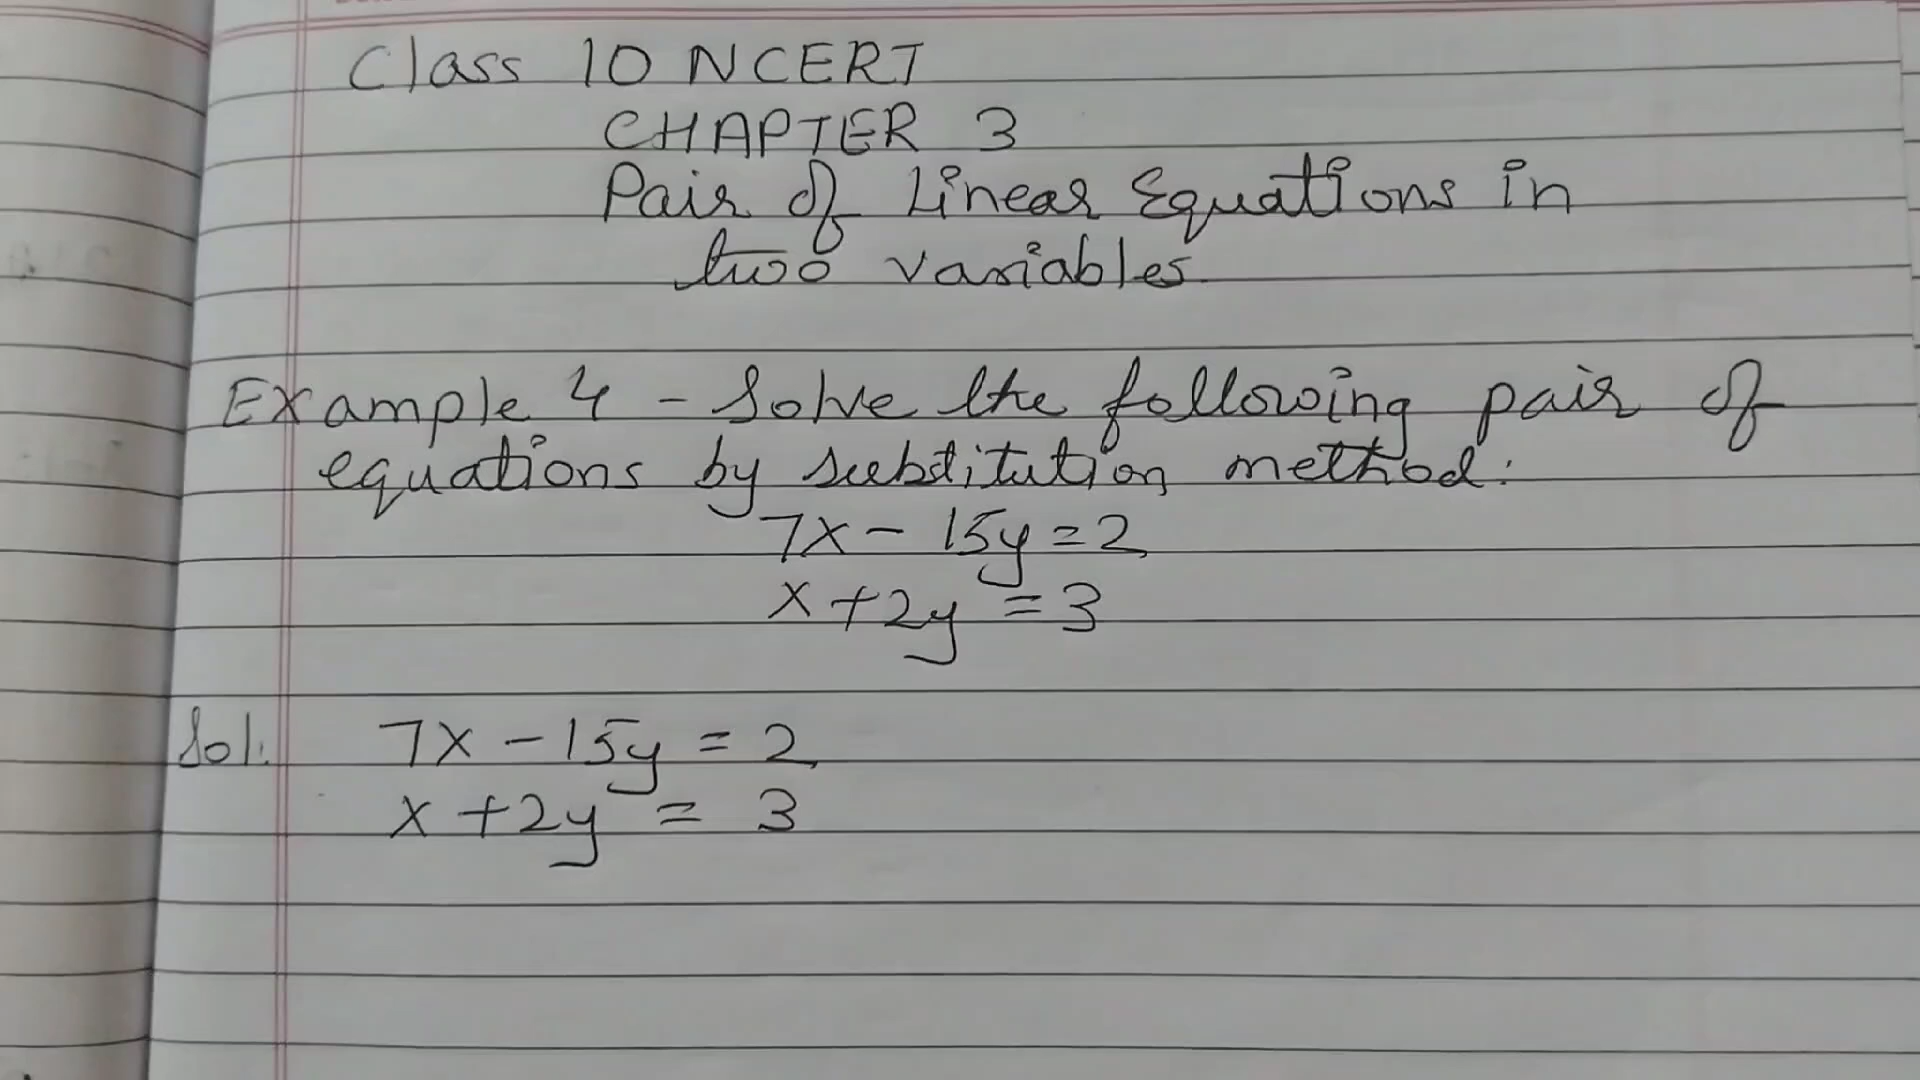 Class 10 NCERT
CHAPTER 3
Pair of Linear Equations in
two variables
Example 4 - Solve the following pair of
equations by substitution method:
7x - 15y = 2
x + 2y = 3
Sol. 7x - 15y = 2
x + 2y = 3